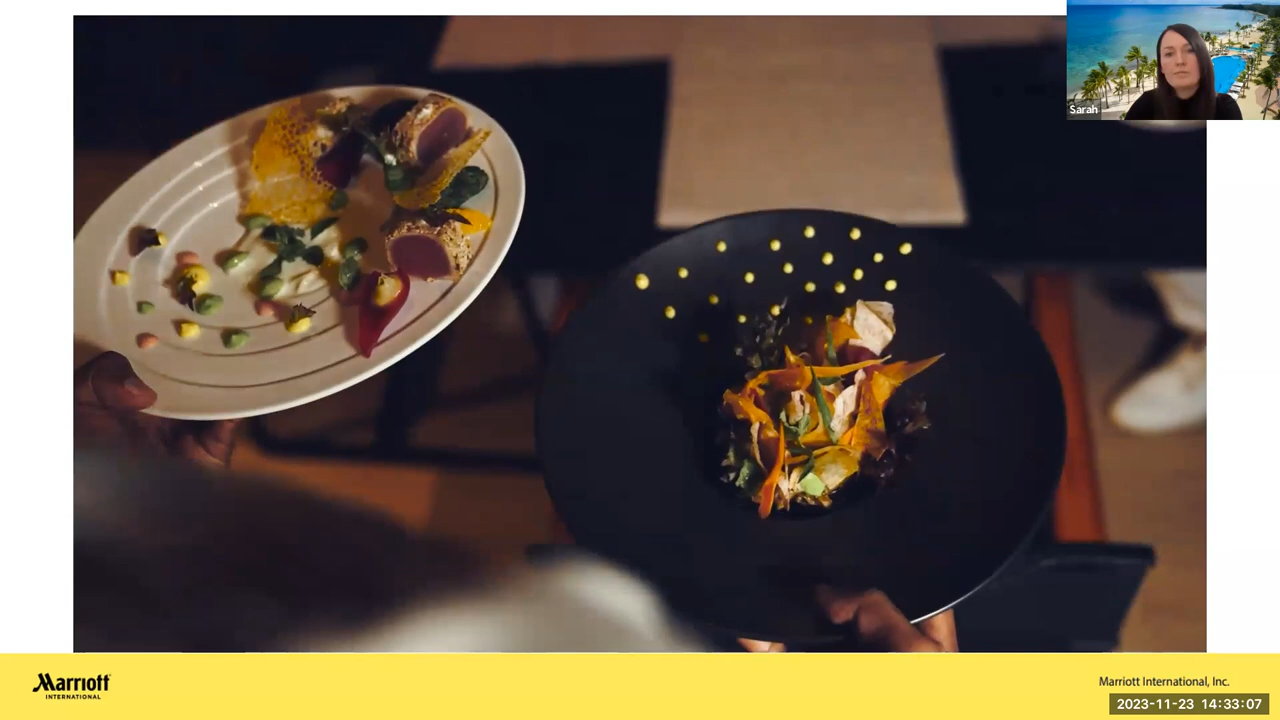 Sarah
Marriott
INTERNATIONAL
Marriott International, Inc.
2023-11-23 14:33:07